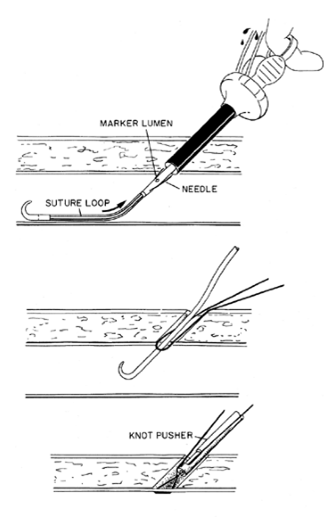 MARKER LUMEN
NEEDLE
SUTURE LOOP
KNOT PUSHER